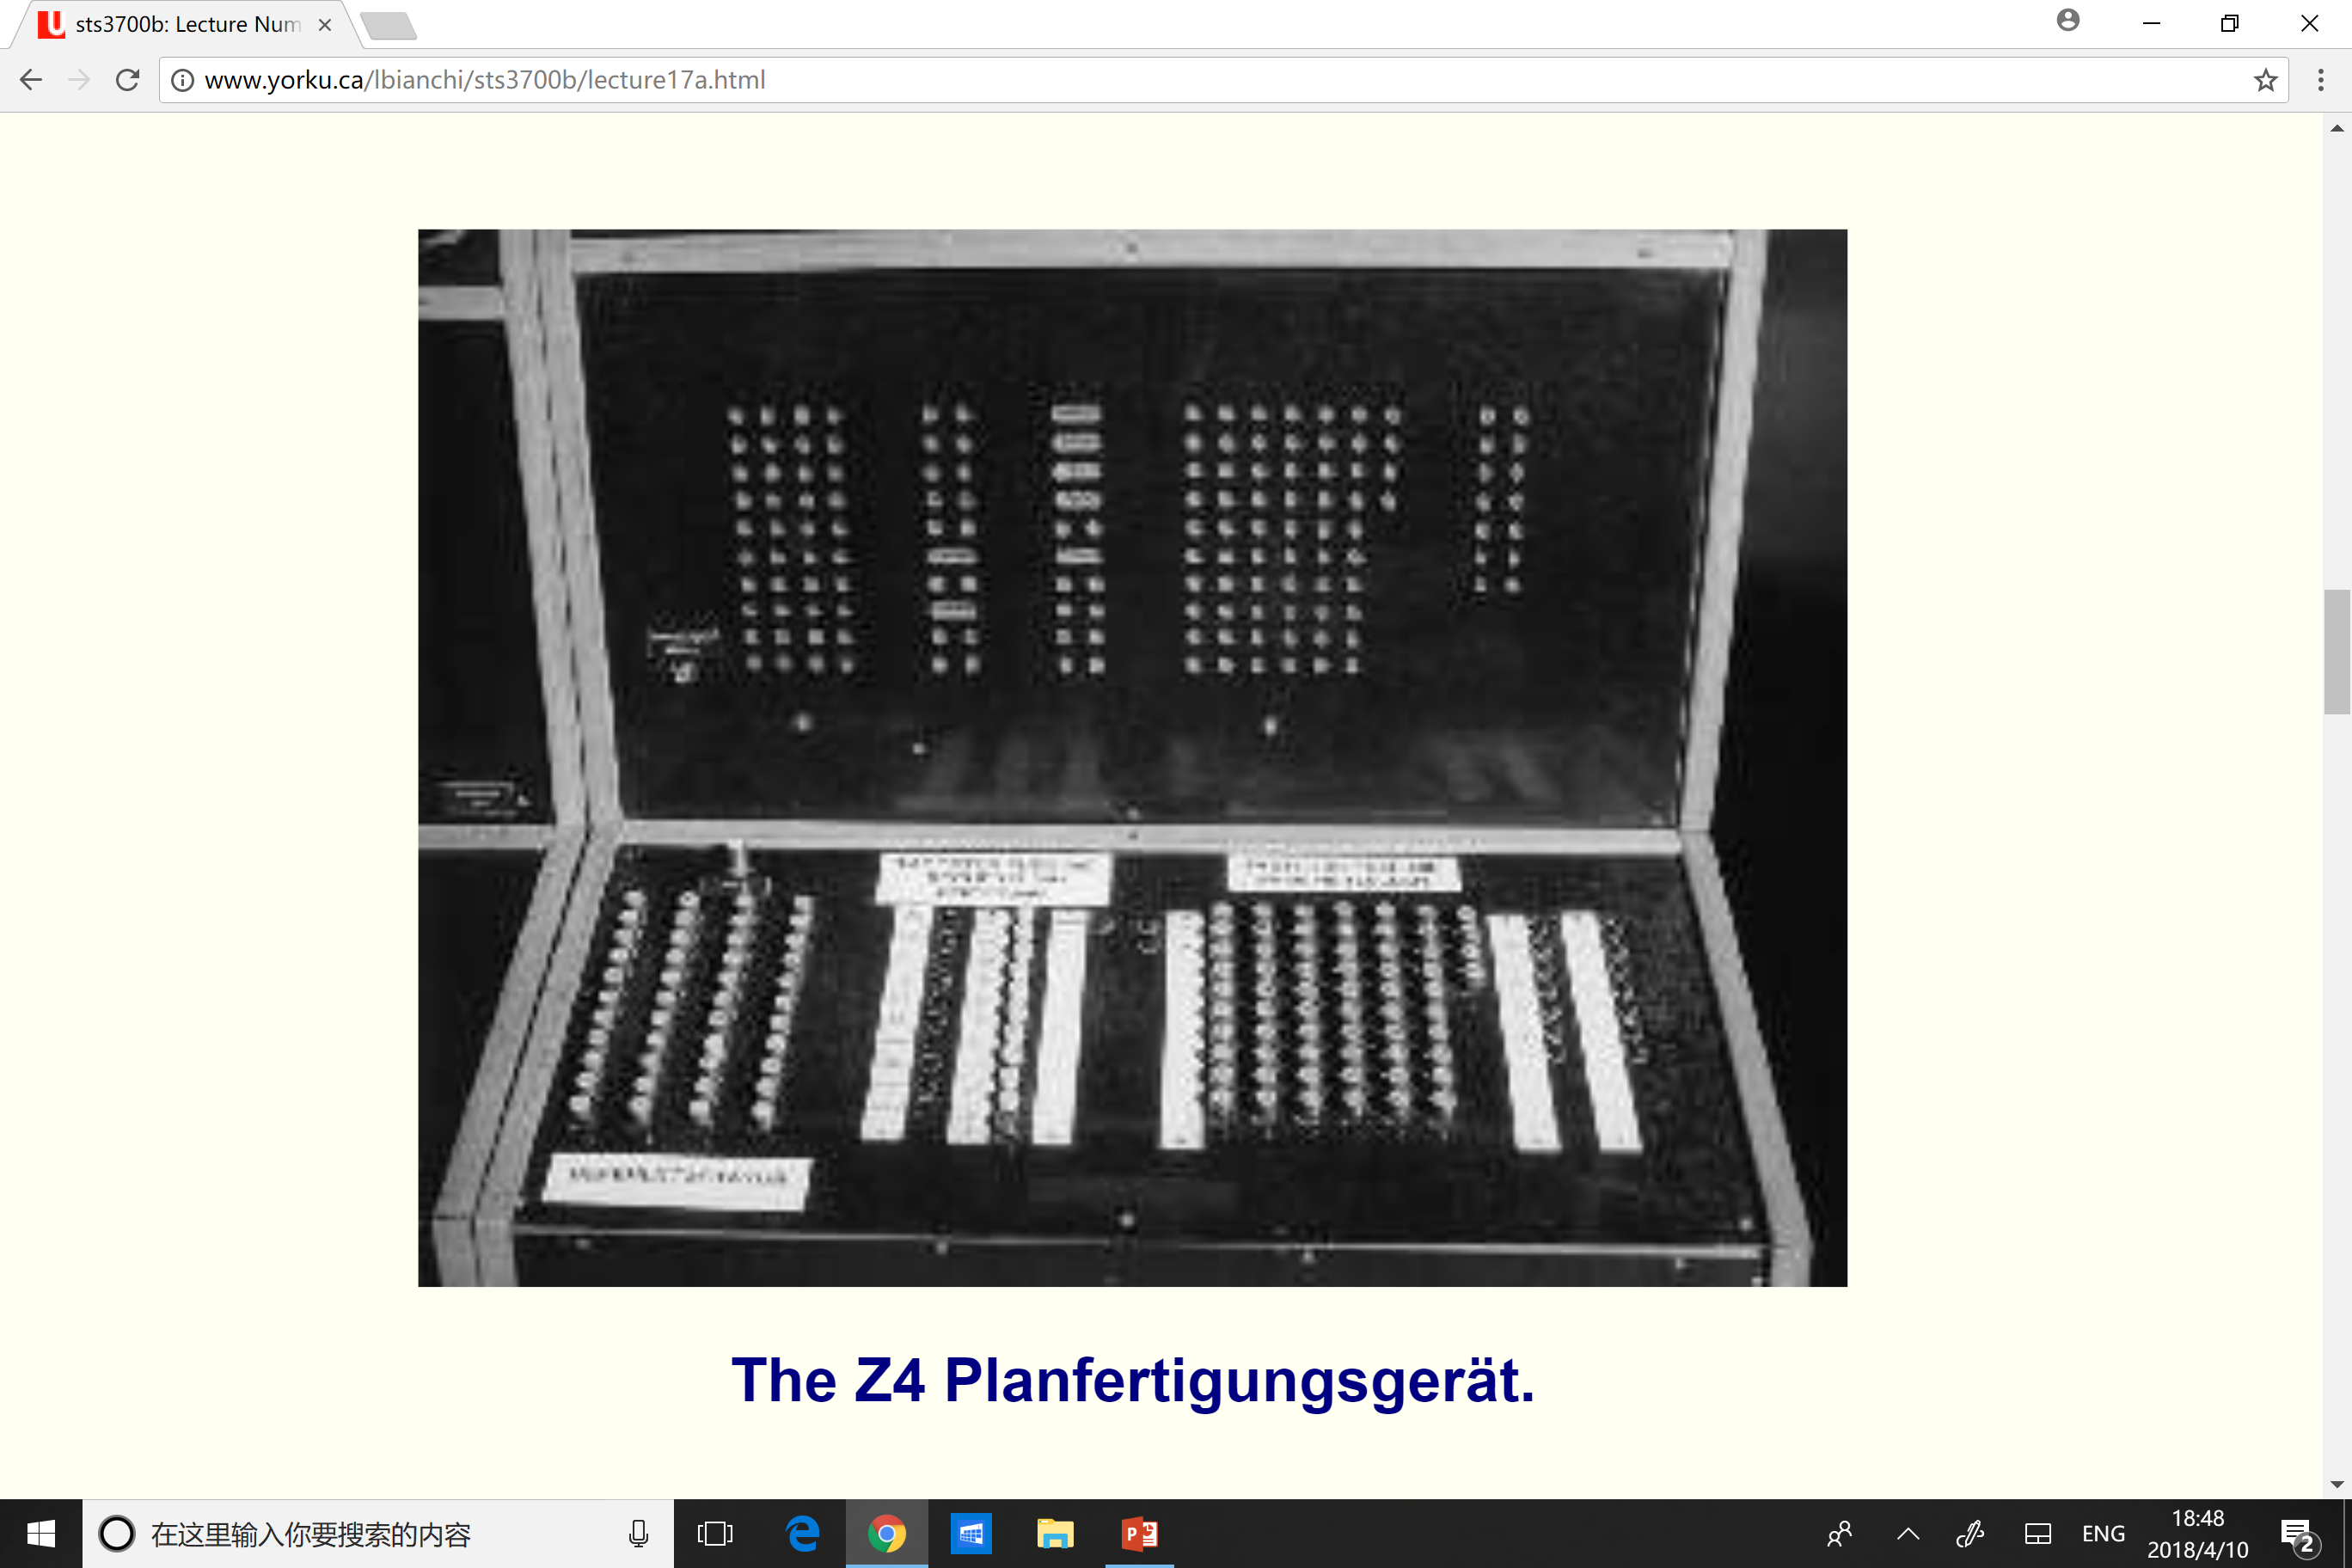 sts3700b: Lecture Num
www.yorku.ca/lbianchi/sts3700b/lecture17a.html
The Z4 Planfertigungsgerät.
在这里输入你要搜索的内容
ENG
18:48
2018/4/10
2